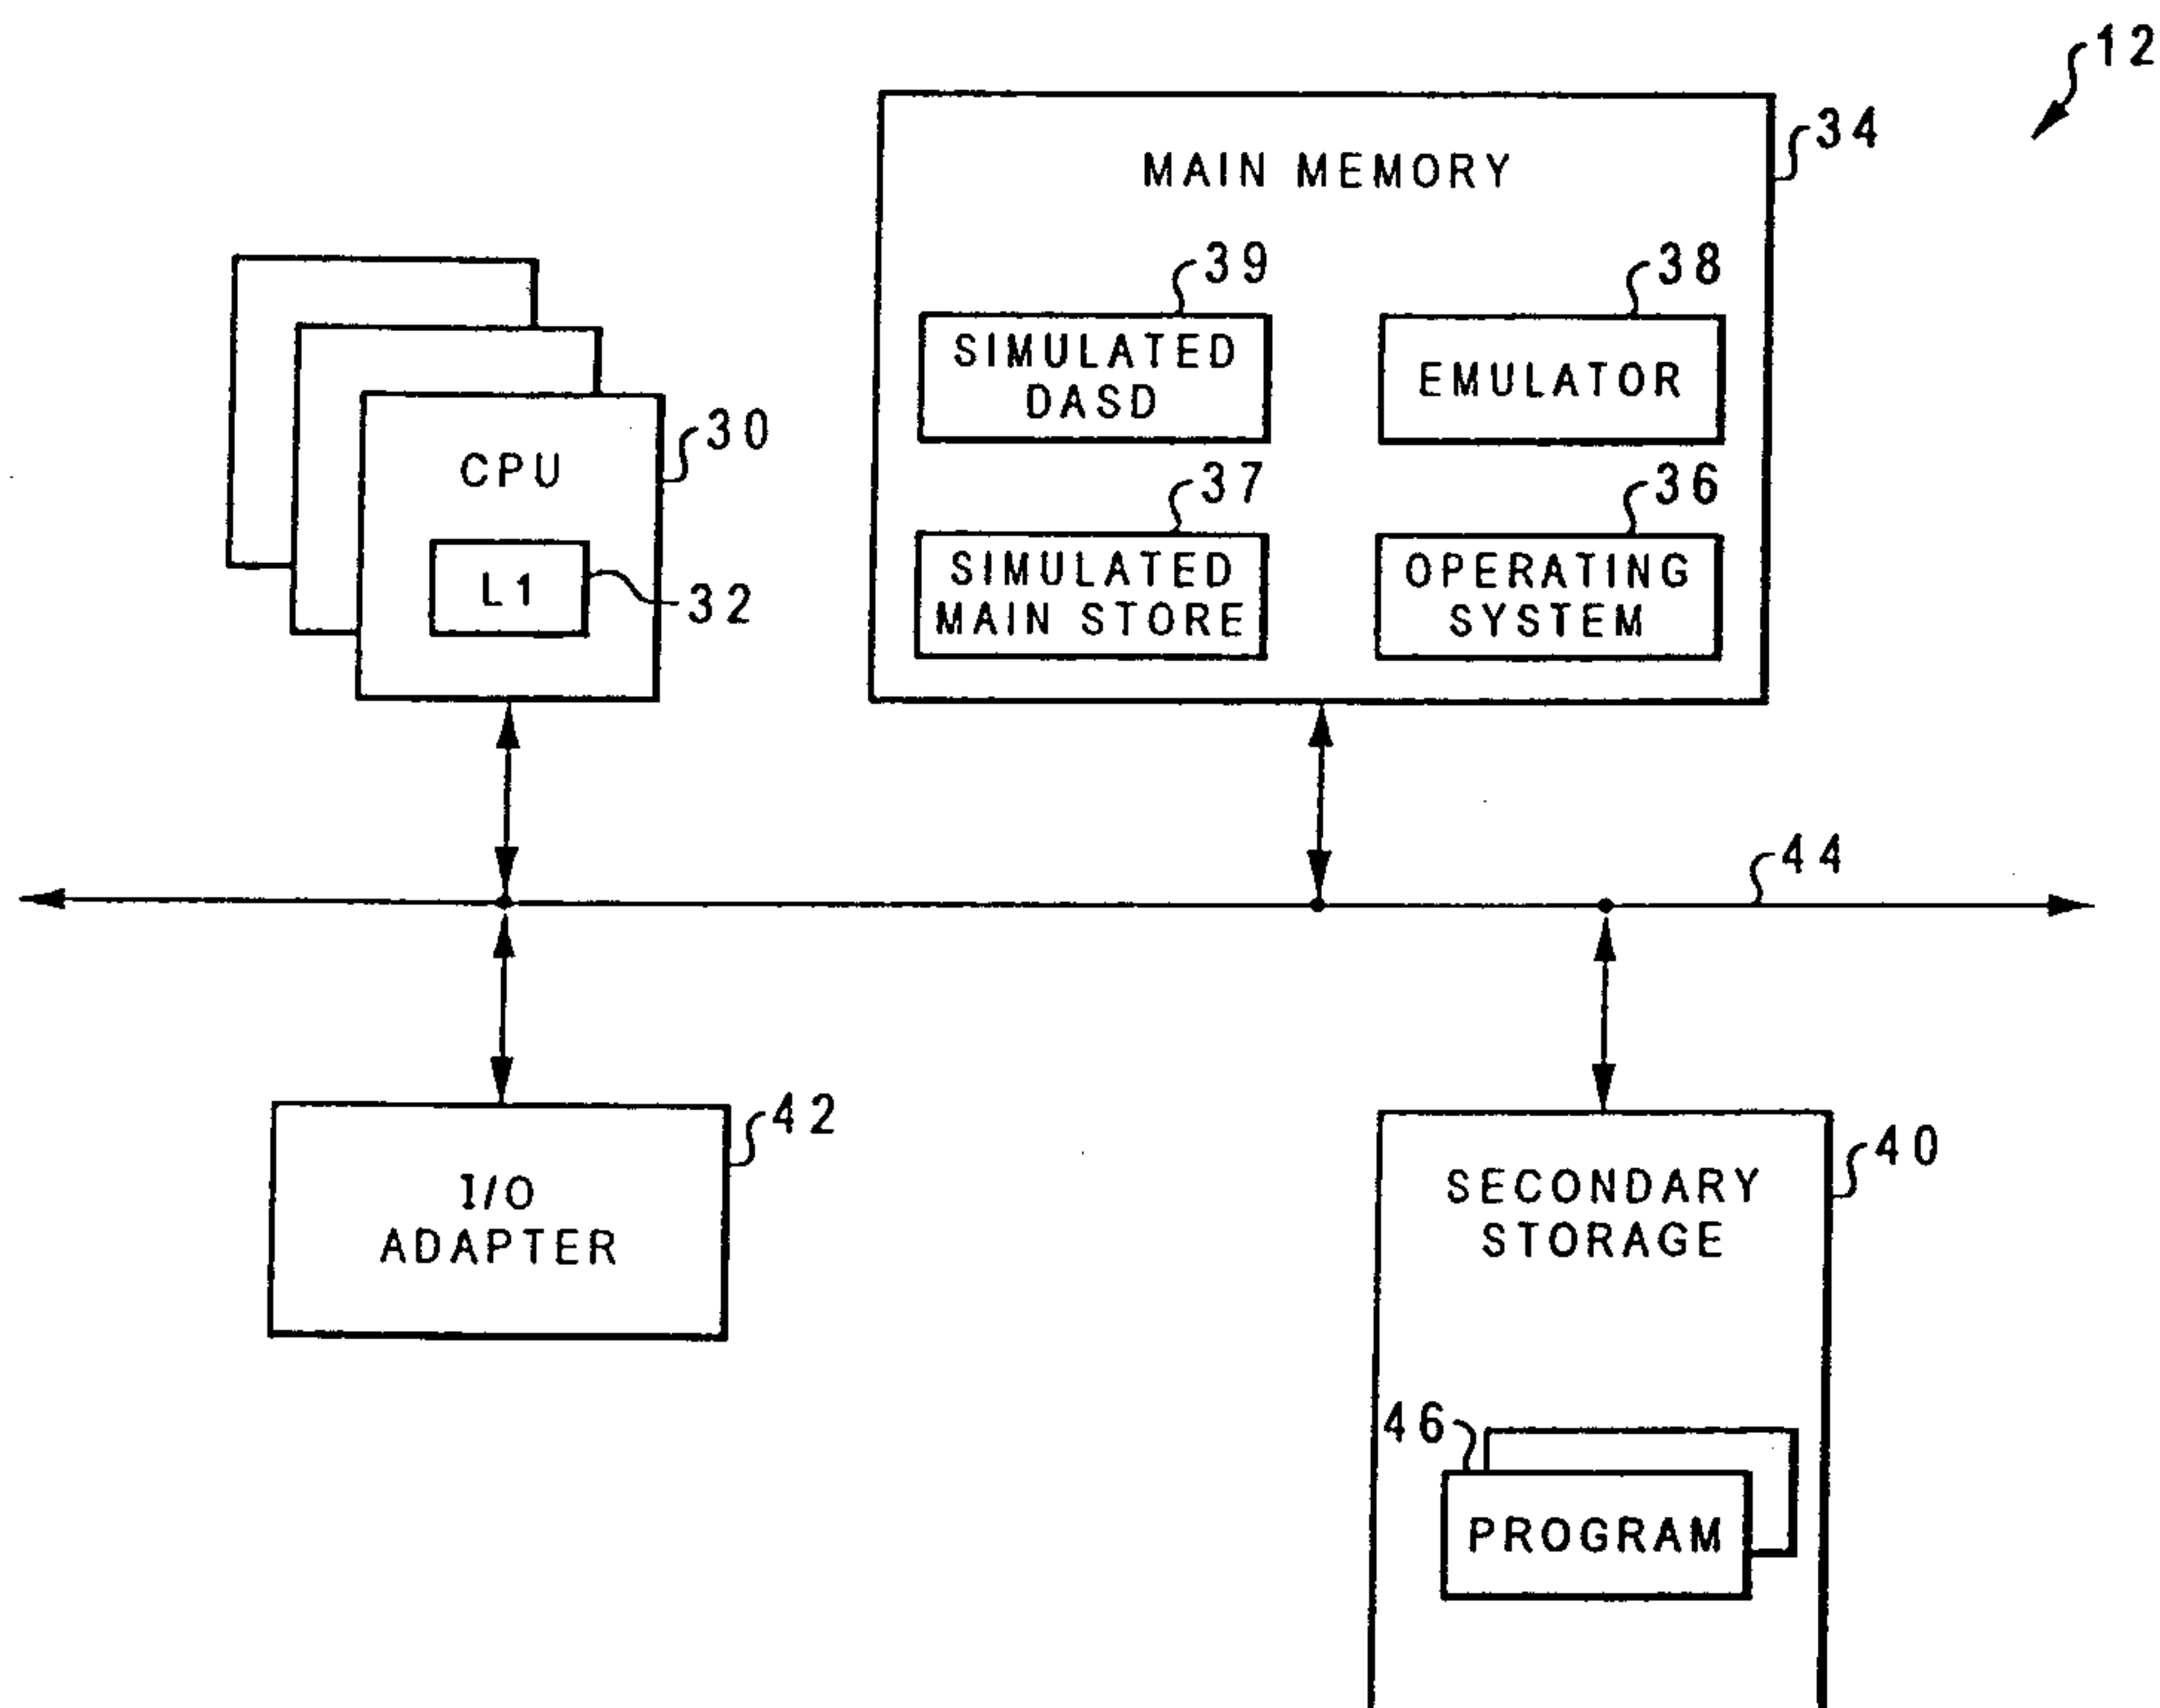 12
34
MAIN MEMORY
39
38
SIMULATED
DASD
EMULATOR
30
CPU
37
36
L1
32
SIMULATED
MAIN STORE
OPERATING
SYSTEM
44
42
I/O
ADAPTER
40
SECONDARY
STORAGE
46
PROGRAM